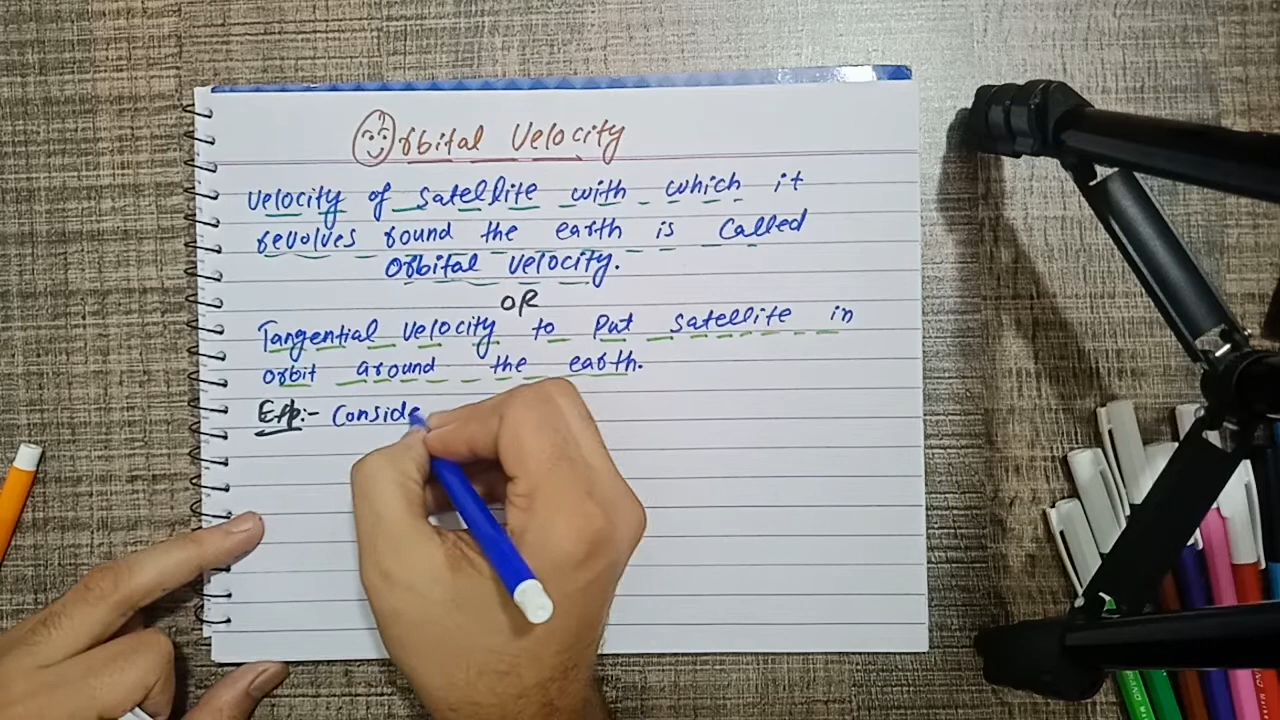 Orbital Velocity
Velocity of satellite with which it
revolves round the earth is Called
Orbital velocity.
OR
Tangential velocity to Put satellite in
orbit around the earth.
Exp:- Conside